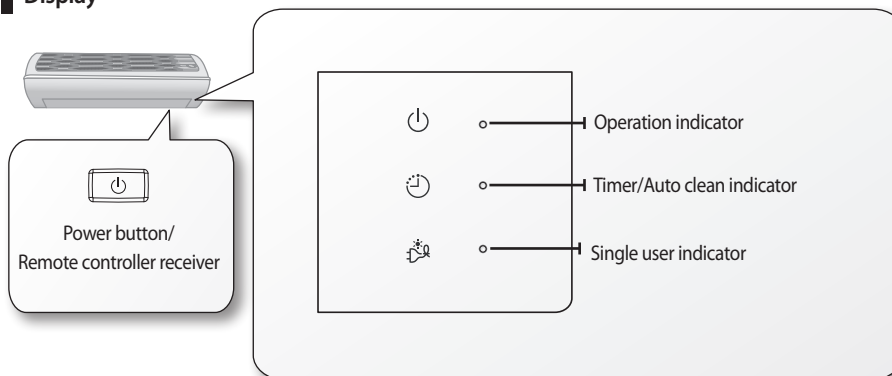 Display
Operation indicator
Timer/Auto clean indicator
Single user indicator
Power button/
Remote controller receiver